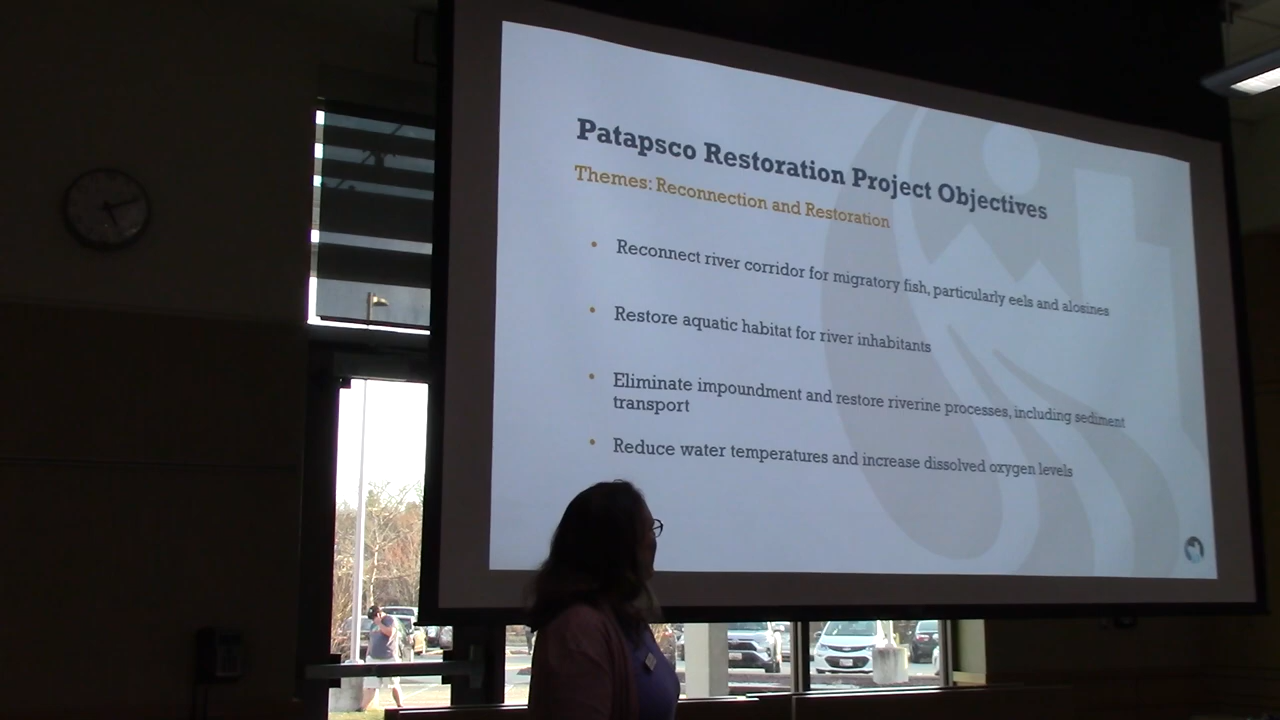 Patapsco Restoration Project Objectives
Themes: Reconnection and Restoration
• Reconnect river corridor for migratory fish, particularly eels and alosines
• Restore aquatic habitat for river inhabitants
• Eliminate impoundment and restore riverine processes, including sediment
transport
• Reduce water temperatures and increase dissolved oxygen levels